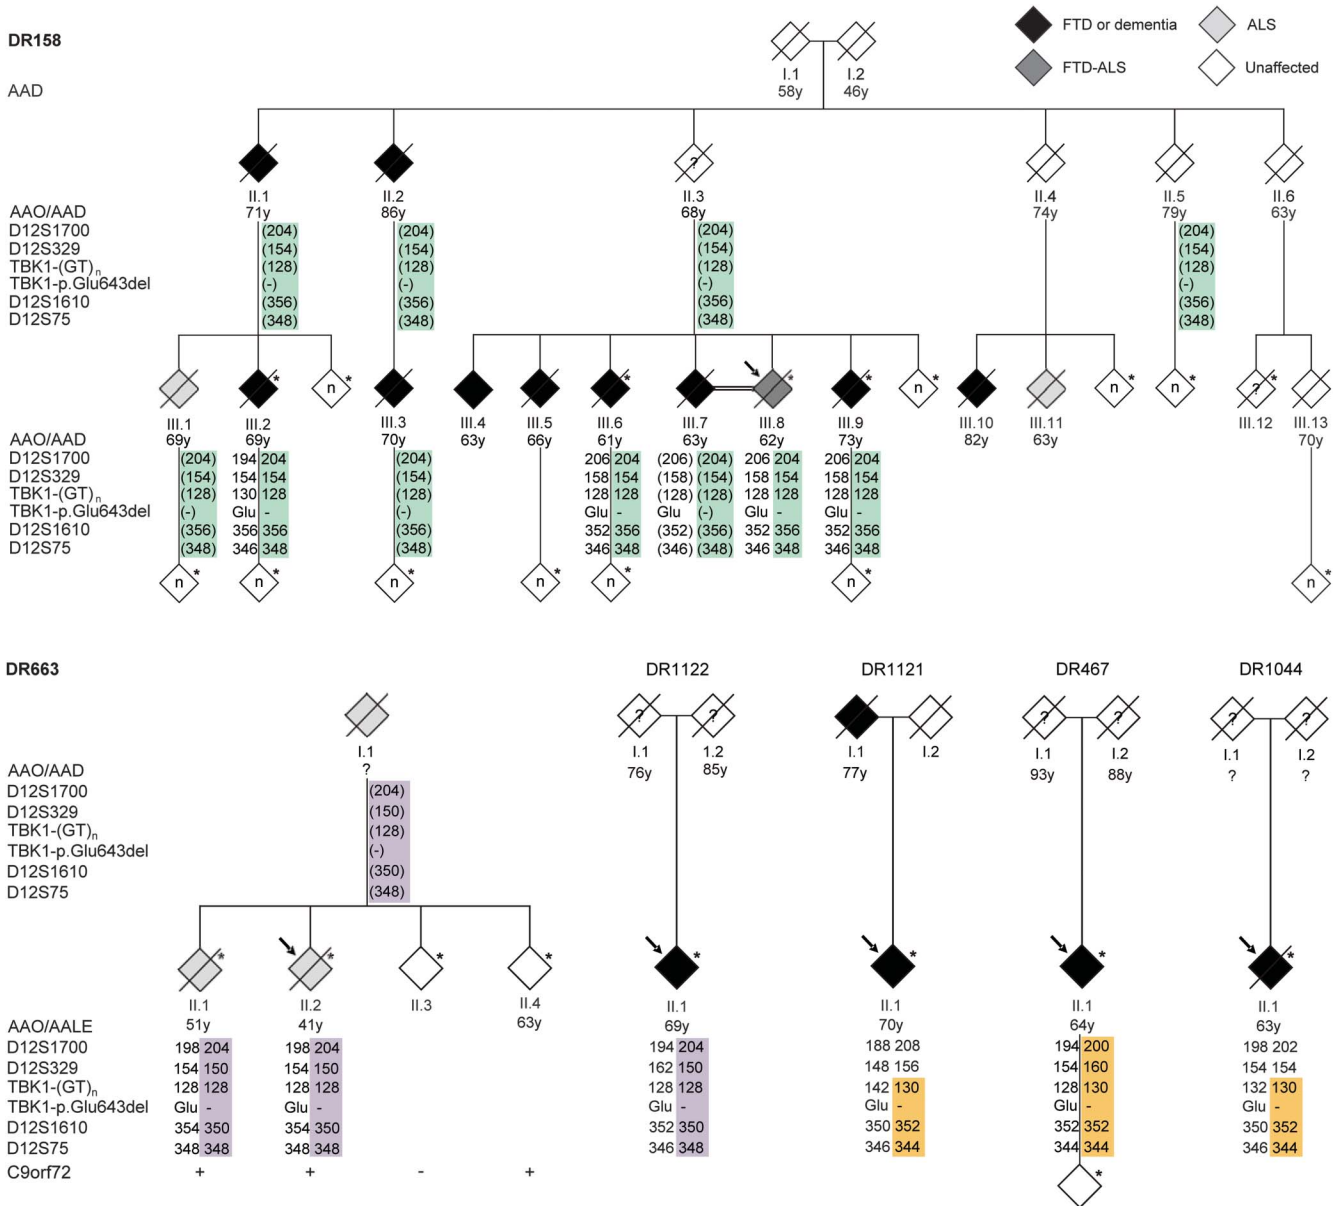 DR158
FTD or dementia ALS
FTD-ALS Unaffected
I.1 I.2
AAD 58y 46y
?
II.1 II.2 II.3 II.4 II.5 II.6
AAO/AAD 71y 86y 68y 74y 79y 63y
D12S1700 (204) (204) (204) (204)
D12S329 (154) (154) (154) (154)
TBK1-(GT)n (128) (128) (128) (128)
TBK1-p.Glu643del (-) (-) (-) (-)
D12S1610 (356) (356) (356) (356)
D12S75 (348) (348) (348) (348)
* n * * * * n * n * n * ? *
III.1 III.2 III.3 III.4 III.5 III.6 III.7 III.8 III.9 III.10 III.11 III.12 III.13
AAO/AAD 69y 69y 70y 63y 66y 61y 63y 62y 73y 82y 63y 70y
D12S1700 (204) 194 204 (204) 206 204 (206) (204) 206 204 206 204
D12S329 (154) 154 154 (154) 158 154 (158) (154) 158 154 158 154
TBK1-(GT)n (128) 130 128 (128) 128 128 (128) (128) 128 128 128 128
TBK1-p.Glu643del (-) Glu - (-) Glu - Glu (-) Glu - Glu -
D12S1610 (356) 356 356 (356) 352 356 (352) (356) 352 356 352 356
D12S75 (348) 346 348 (348) 346 348 (346) (348) 346 348 346 348
n * n * n * n * n * n * n *
DR663 DR1122 DR1121 DR467 DR1044
? ? ? ? ? ?
I.1 I.1 1.2 I.1 I.2 I.1 I.2 I.1 I.2
AAO/AAD ? 76y 85y 77y 93y 88y ? ?
D12S1700 (204)
D12S329 (150)
TBK1-(GT)n (128)
TBK1-p.Glu643del (-)
D12S1610 (350)
D12S75 (348)
* * * * * * * *
II.1 II.2 II.3 II.4 II.1 II.1 II.1 II.1
AAO/AALE 51y 41y 63y 69y 70y 64y 63y
D12S1700 198 204 198 204 194 204 188 208 194 200 198 202
D12S329 154 150 154 150 162 150 148 156 154 160 154 154
TBK1-(GT)n 128 128 128 128 128 128 142 130 128 130 132 130
TBK1-p.Glu643del Glu - Glu - Glu - Glu - Glu - Glu -
D12S1610 354 350 354 350 352 350 350 352 352 352 350 352
D12S75 348 348 348 348 346 348 346 344 344 344 346 344
C9orf72 + + - +
*